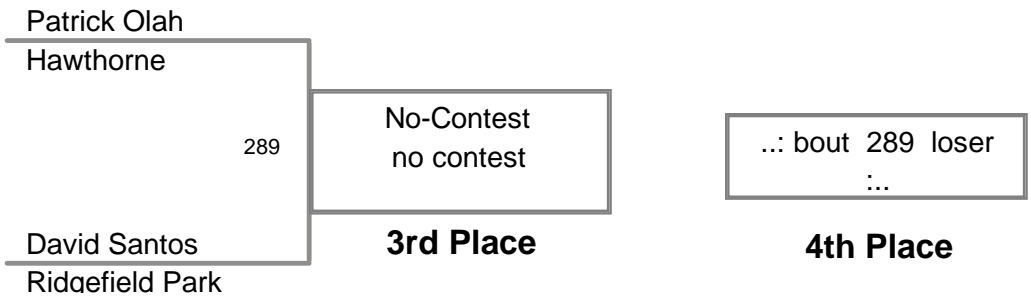 Patrick Olah
Hawthorne
289
No-Contest
no contest
3rd Place
David Santos
Ridgefield Park
..: bout 289 loser
:..
4th Place